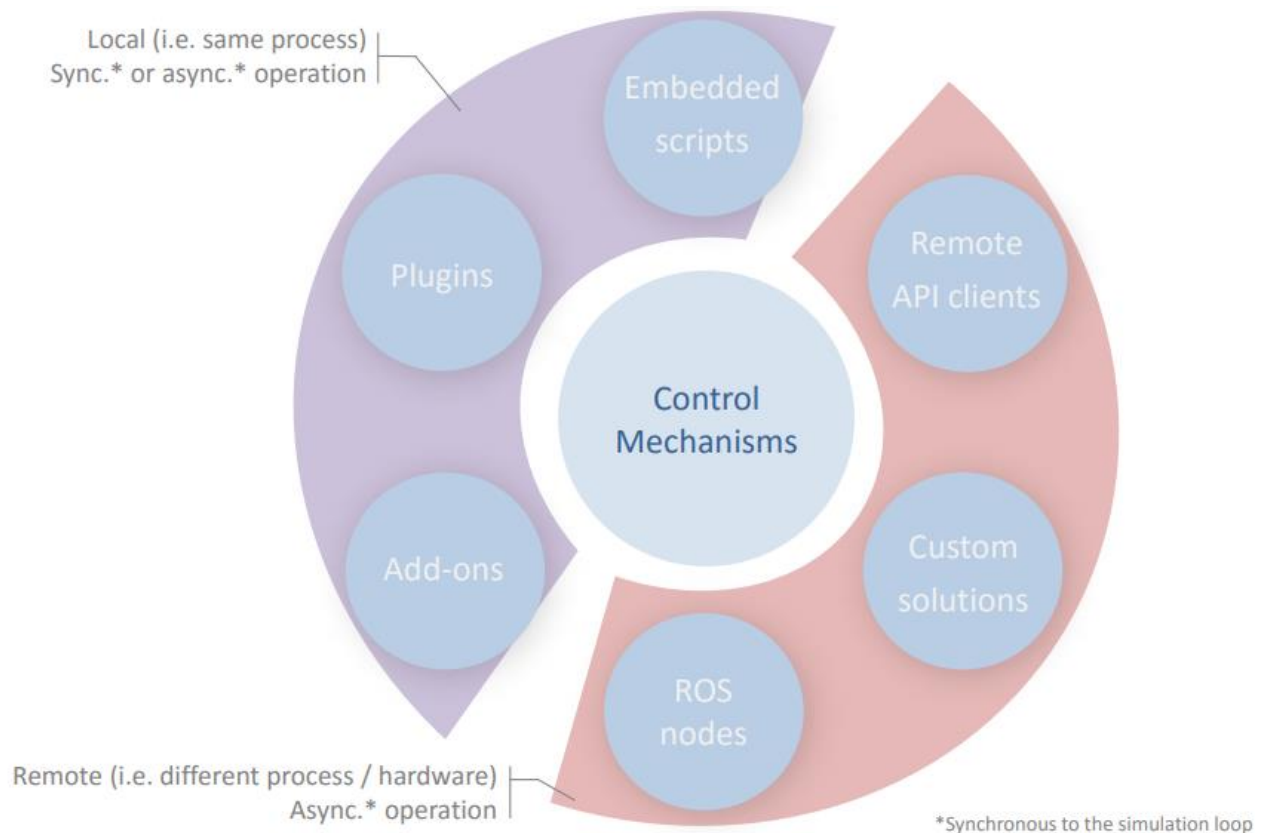 Local (i.e. same process)
Sync.* or async.* operation
Embedded
scripts
Plugins
Add-ons
Remote
API clients
Custom
solutions
ROS
nodes
Control
Mechanisms
Remote (i.e. different process / hardware)
Async.* operation
*Synchronous to the simulation loop